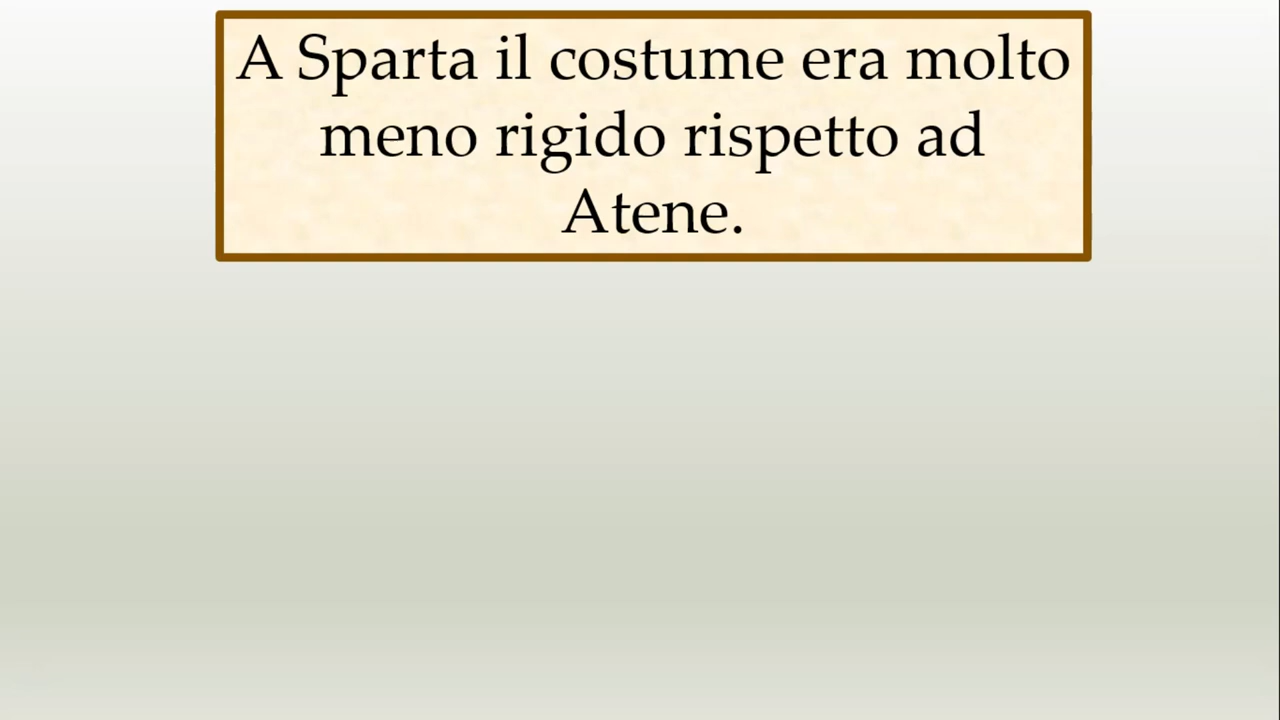 A Sparta il costume era molto
meno rigido rispetto ad
Atene.